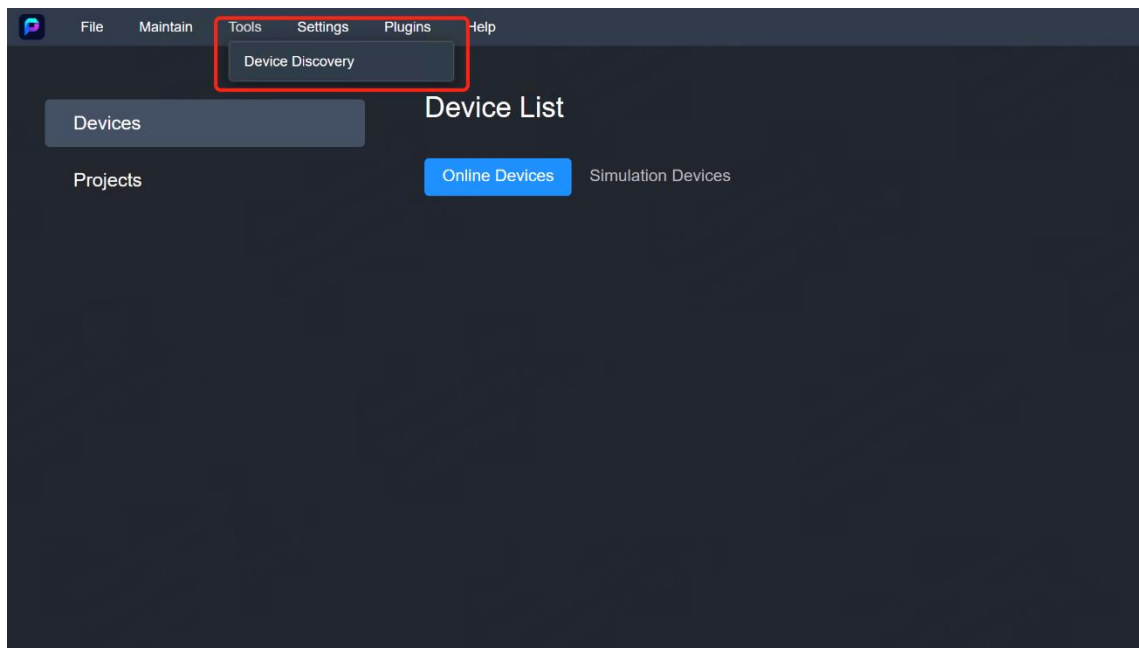 File Maintain Tools Settings Plugins Help
Device Discovery
Devices
Projects
Device List
Online Devices Simulation Devices